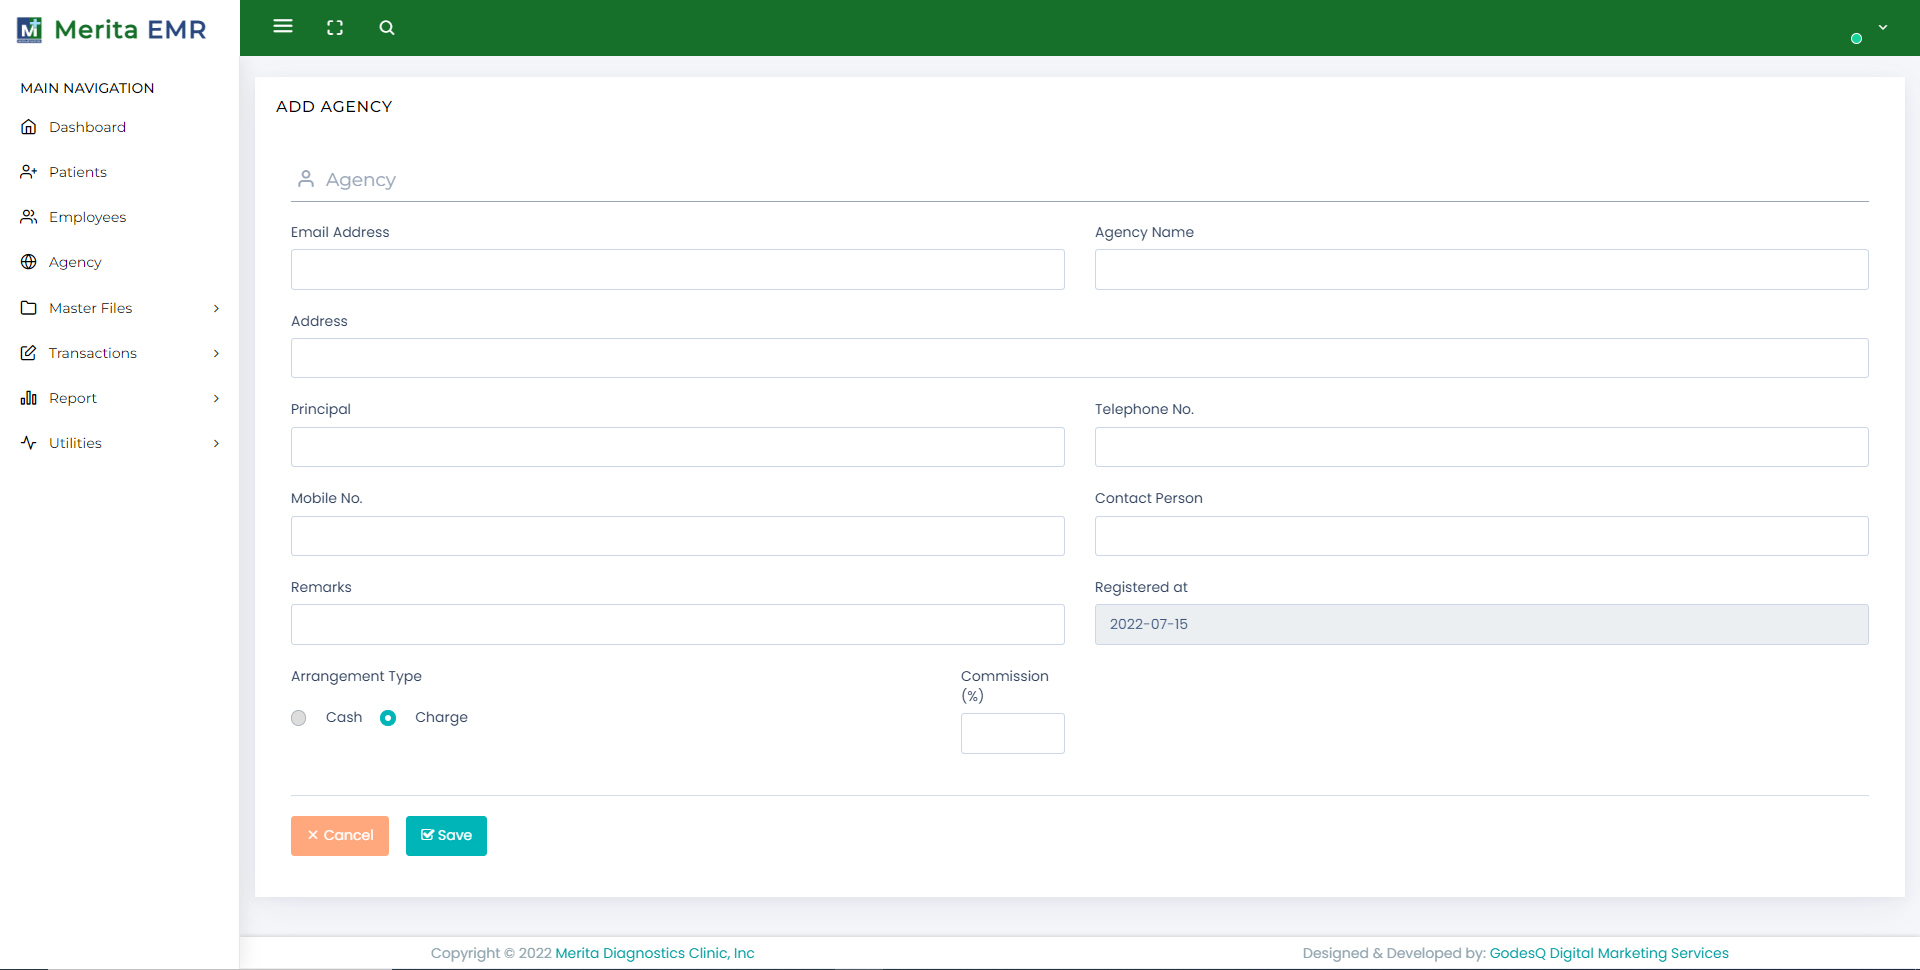 Merita EMR
MAIN NAVIGATION
Dashboard
Patients
Employees
Agency
Master Files
Transactions
Report
Utilities
ADD AGENCY
Agency
Email Address
Agency Name
Address
Principal
Telephone No.
Mobile No.
Contact Person
Remarks
Registered at
2022-07-15
Arrangement Type
Cash
Charge
Commission
(%)
Cancel
Save
Copyright © 2022 Merita Diagnostics Clinic, Inc
Designed & Developed by: GodesQ Digital Marketing Services